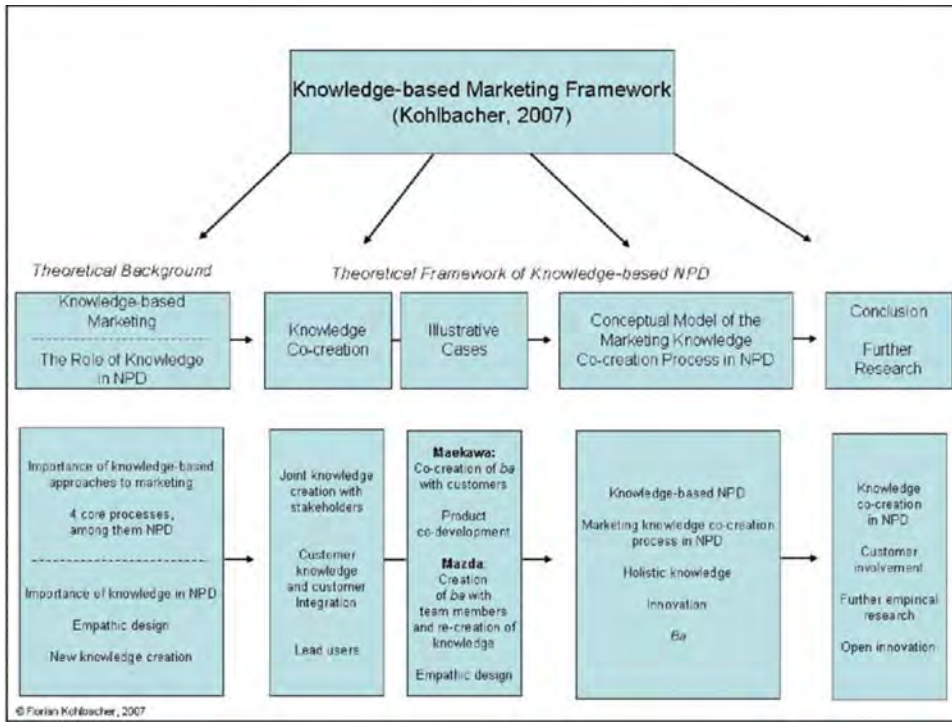 Knowledge-based Marketing Framework
(Kohlbacher, 2007)
Theoretical Background
Theoretical Framework of Knowledge-based NPD
Knowledge-based
Marketing
The Role of Knowledge
in NPD
Knowledge
Co-creation
Illustrative
Cases
Conceptual Model of the
Marketing Knowledge
Co-creation Process in NPD
Conclusion
Further
Research
Importance of knowledge-based
approaches to marketing
4 core processes,
among them NPD
Importance of knowledge in NPD
Empathic design
New knowledge creation
Joint knowledge
creation with
stakeholders
Customer
knowledge
and customer
Integration
Lead users
Maekawa:
Co-creation of ba
with customers
Product
co-development
Mazda:
Creation
of ba with
team members
and re-creation of
knowledge
Empathic design
Knowledge-based NPD
Marketing knowledge co-creation
process in NPD
Holistic knowledge
Innovation
Ba
Knowledge
co-creation
in NPD
Customer
involvement
Further empirical
research
Open innovation
© Florian Kohlbacher, 2007